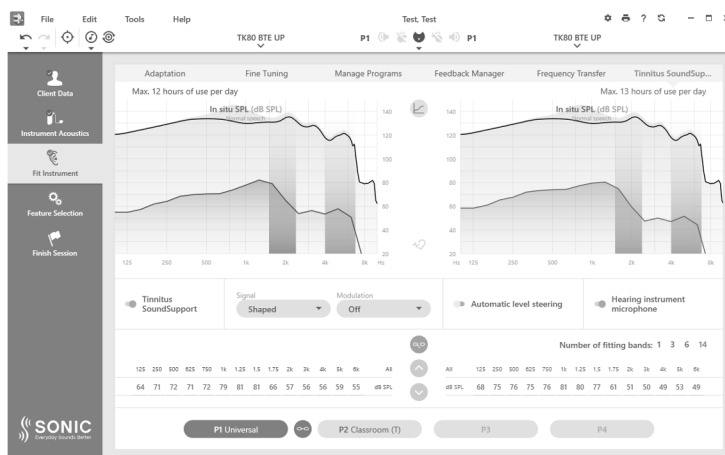 File Edit Tools Help Test, Test
TK80 BTE UP P1 P1 TK80 BTE UP
Client Data
Instrument Acoustics
Fit Instrument
Feature Selection
Finish Session
Adaptation Fine Tuning Manage Programs Feedback Manager Frequency Transfer Tinnitus SoundSup...
Max. 12 hours of use per day Max. 13 hours of use per day
In situ SPL (dB SPL) In situ SPL (dB SPL)
Normal speech Normal speech
140 140
120 120
100 100
80 80
60 60
40 40
20 20
125 250 500 1k 2k 4k 8k Hz 125 250 500 1k 2k 4k 8k
Tinnitus SoundSupport
Signal Modulation
Shaped Off
Automatic level steering
Hearing instrument microphone
Number of fitting bands: 1 3 6 14
125 250 500 625 750 1k 1.25 1.5 1.75 2k 3k 4k 5k 6k All All 125 250 500 625 750 1k 1.25 1.5 1.75 2k 3k 4k 5k 6k
64 71 72 71 72 79 81 81 66 57 56 56 59 55 dB SPL dB SPL 68 75 76 75 76 81 80 77 61 51 50 49 53 49
P1 Universal P2 Classroom (T) P3 P4
SONIC
Everyday Sounds Better